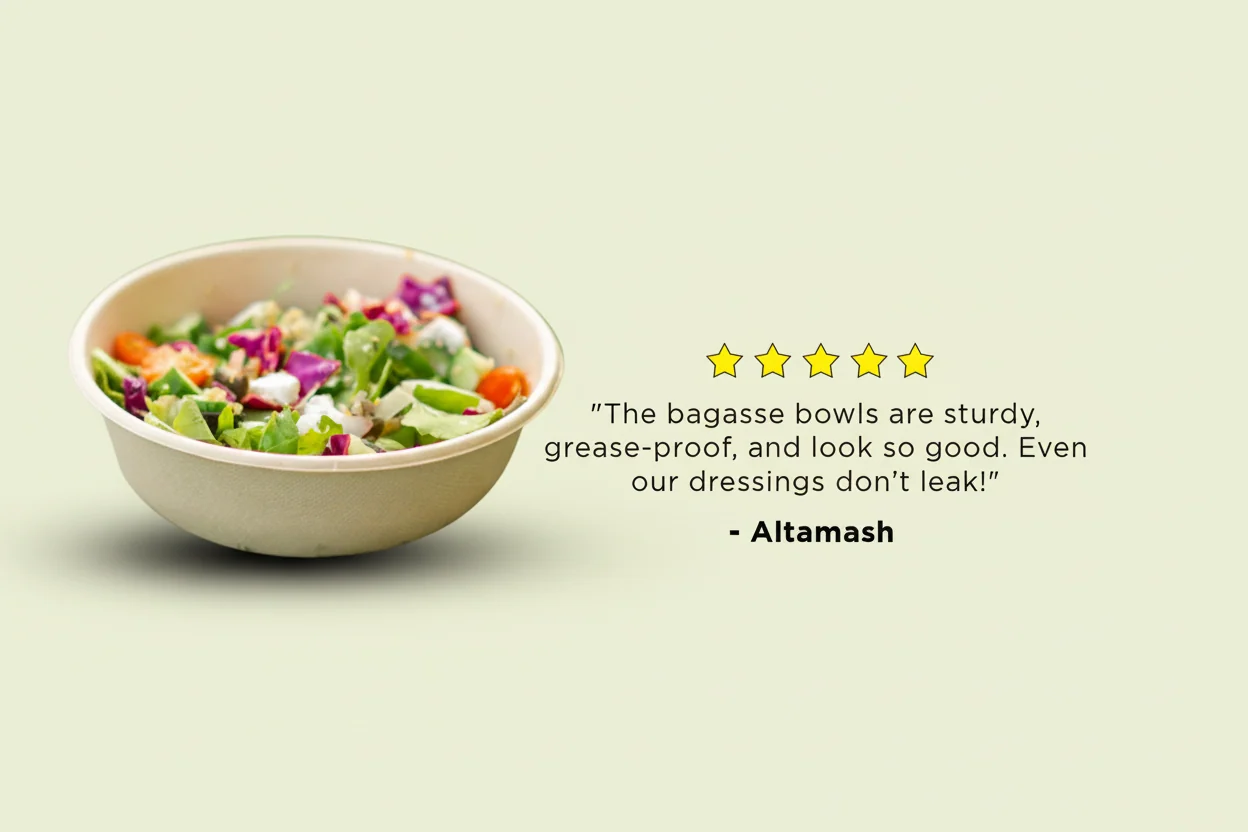 "The bagasse bowls are sturdy,
grease-proof, and look so good. Even
our dressings don’t leak!"
- Altamash